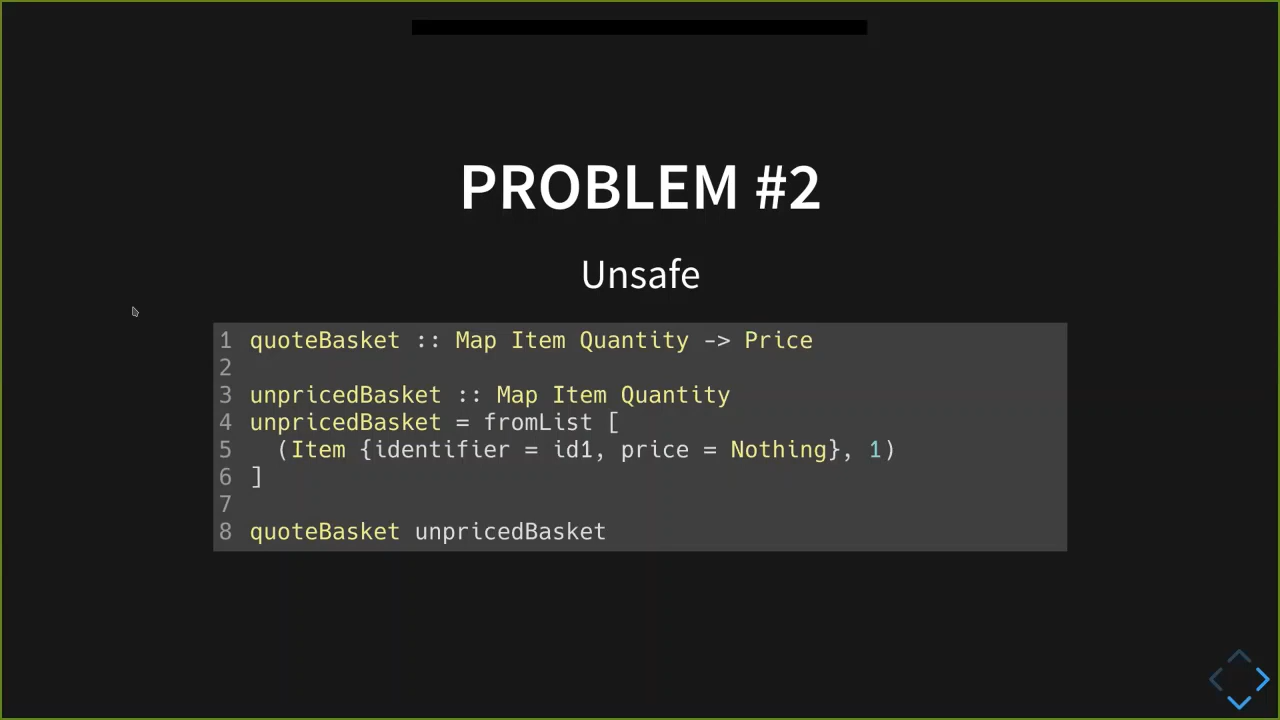 PROBLEM #2
Unsafe
1 quoteBasket :: Map Item Quantity -> Price
2
3 unpricedBasket :: Map Item Quantity
4 unpricedBasket = fromList [
5   (Item {identifier = id1, price = Nothing}, 1)
6 ]
7
8 quoteBasket unpricedBasket